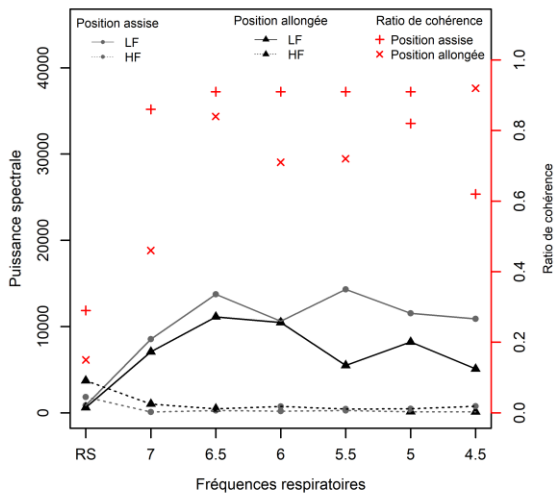 Position assise
LF
HF
Position allongée
LF
HF
Ratio de cohérence
Position assise
Position allongée
Puissance spectrale
40000
30000
20000
10000
0
1.0
0.8
0.6
0.4
0.2
0.0
Ratio de cohérence
RS 7 6.5 6 5.5 5 4.5
Fréquences respiratoires